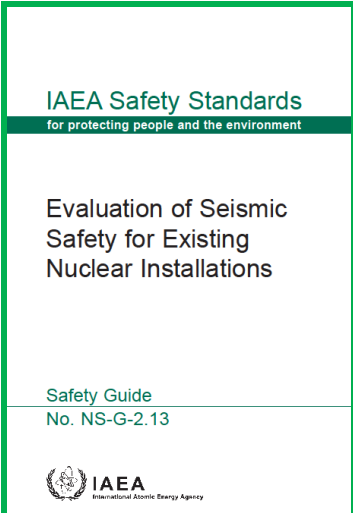 IAEA Safety Standards
for protecting people and the environment
Evaluation of Seismic
Safety for Existing
Nuclear Installations
Safety Guide
No. NS-G-2.13
IAEA
International Atomic Energy Agency